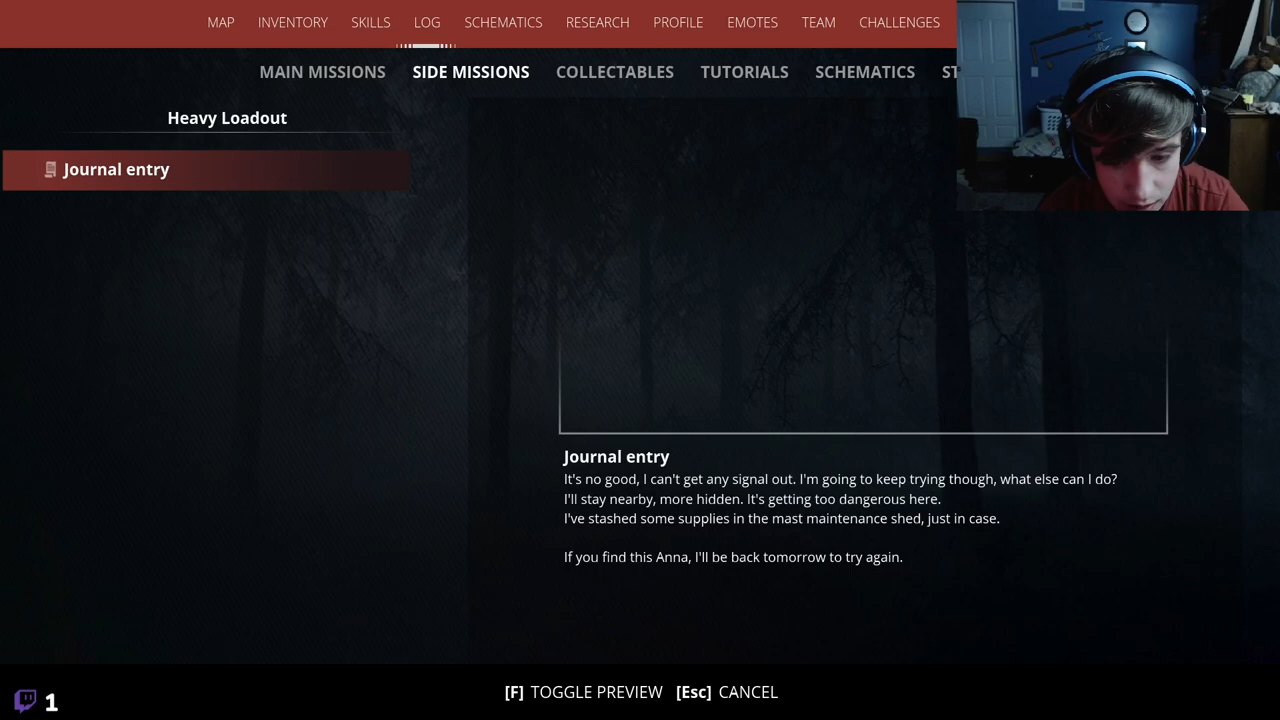 MAP INVENTORY SKILLS LOG SCHEMATICS RESEARCH PROFILE EMOTES TEAM CHALLENGES
MAIN MISSIONS SIDE MISSIONS COLLECTABLES TUTORIALS SCHEMATICS ST
Heavy Loadout
Journal entry
Journal entry
It's no good, I can't get any signal out. I'm going to keep trying though, what else can I do?
I'll stay nearby, more hidden. It's getting too dangerous here.
I've stashed some supplies in the mast maintenance shed, just in case.
If you find this Anna, I'll be back tomorrow to try again.
[F] TOGGLE PREVIEW [Esc] CANCEL
1